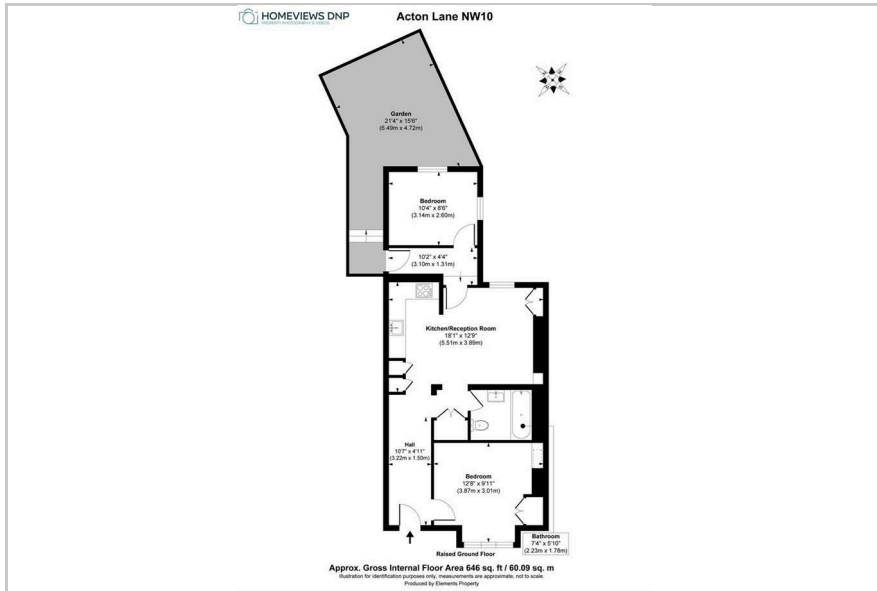 HOMEVIEWS DNP
PROPERTY PHOTOGRAPHY & VIDEOS
Acton Lane NW10
Garden
21'4" x 15'6"
(6.49m x 4.72m)
Bedroom
10'4" x 8'6"
(3.14m x 2.60m)
10'2" x 4'4"
(3.10m x 1.31m)
Kitchen/Reception Room
18'1" x 12'9"
(5.51m x 3.89m)
Hall
10'7" x 4'11"
(3.22m x 1.50m)
Bedroom
12'8" x 9'11"
(3.87m x 3.01m)
Bathroom
7'4" x 5'10"
(2.23m x 1.78m)
Raised Ground Floor
Approx. Gross Internal Floor Area 646 sq. ft / 60.09 sq. m
Illustration for identification purposes only, measurements are approximate, not to scale.
Produced by Elements Property